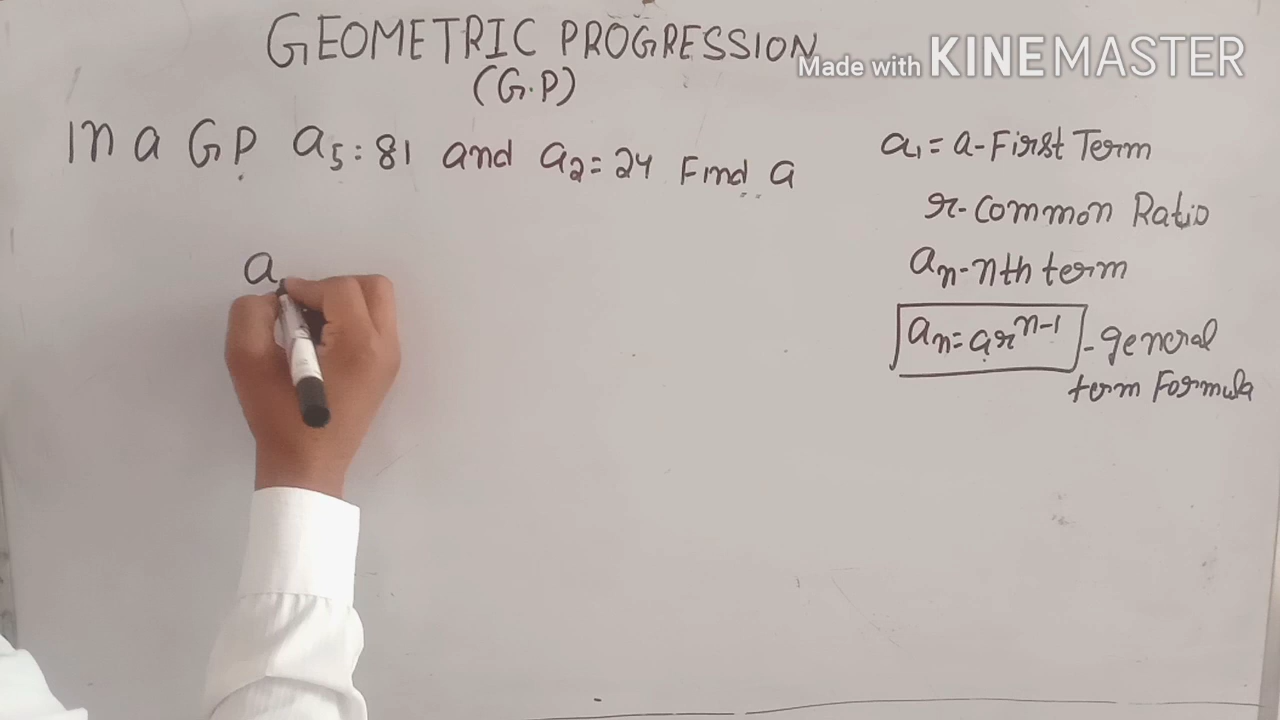 GEOMETRIC PROGRESSION
(G.P)
Made with KINEMASTER
In a GP a₅ = 81 and a₂ = 24 Find a
a
a₁ = a - First Term
r - Common Ratio
aₙ - nth term
aₙ = arⁿ⁻¹ - general
term Formula